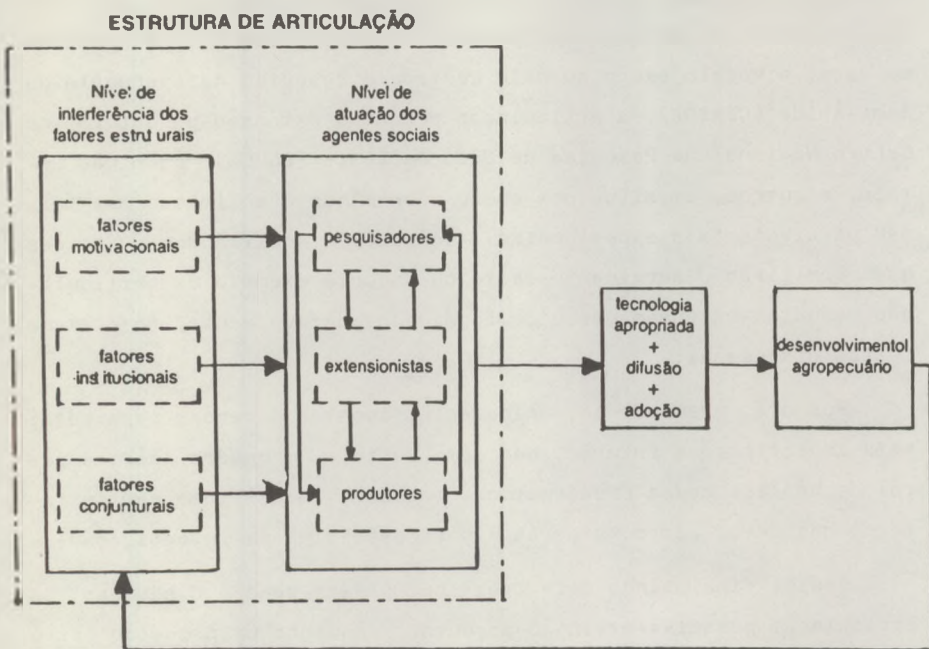 ESTRUTURA DE ARTICULAÇÃO
Nível de
interferência dos
fatores estruturais
Nível de
atuação dos
agentes sociais
fatores
motivacionais
pesquisadores
fatores
institucionais
extensionistas
fatores
conjunturais
produtores
tecnologia
apropriada
+
difusão
+
adoção
desenvolvimento
agropecuário